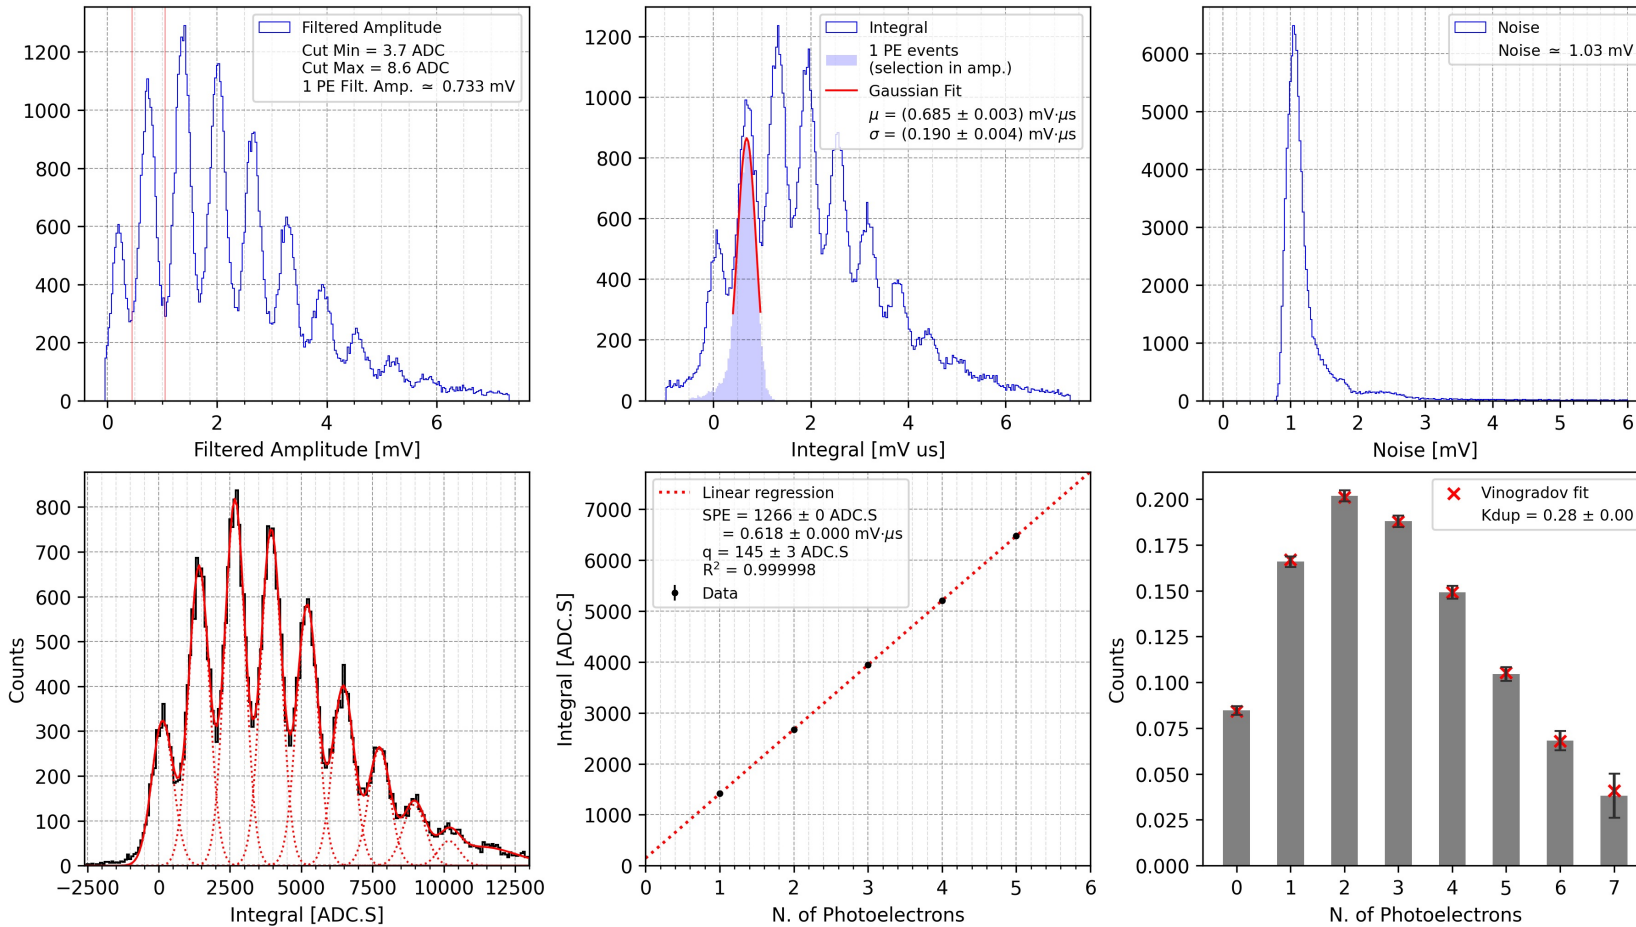 1200
1000
800
600
400
200
0
0
2
4
6
Filtered Amplitude [mV]
Filtered Amplitude
Cut Min = 3.7 ADC
Cut Max = 8.6 ADC
1 PE Filt. Amp. ≃ 0.733 mV
1200
1000
800
600
400
200
0
0
2
4
6
Integral [mV us]
Integral
1 PE events
(selection in amp.)
Gaussian Fit
μ = (0.685 ± 0.003) mV·μs
σ = (0.190 ± 0.004) mV·μs
6000
5000
4000
3000
2000
1000
0
0
1
2
3
4
5
6
Noise [mV]
Noise
Noise ≃ 1.03 mV
Counts
800
700
600
500
400
300
200
100
0
−2500
0
2500
5000
7500
10000
12500
Integral [ADC.S]
Integral [ADC.S]
7000
6000
5000
4000
3000
2000
1000
0
0
1
2
3
4
5
6
N. of Photoelectrons
Linear regression
SPE = 1266 ± 0 ADC.S
= 0.618 ± 0.000 mV·μs
q = 145 ± 3 ADC.S
R² = 0.999998
Data
Counts
0.200
0.175
0.150
0.125
0.100
0.075
0.050
0.025
0.000
0
1
2
3
4
5
6
7
N. of Photoelectrons
Vinogradov fit
Kdup = 0.28 ± 0.00